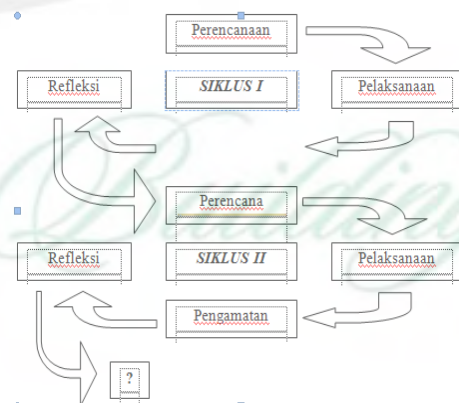 Perencanaan
Refleksi
SIKLUS I
Pelaksanaan
Perencana
Refleksi
SIKLUS II
Pelaksanaan
Pengamatan
?